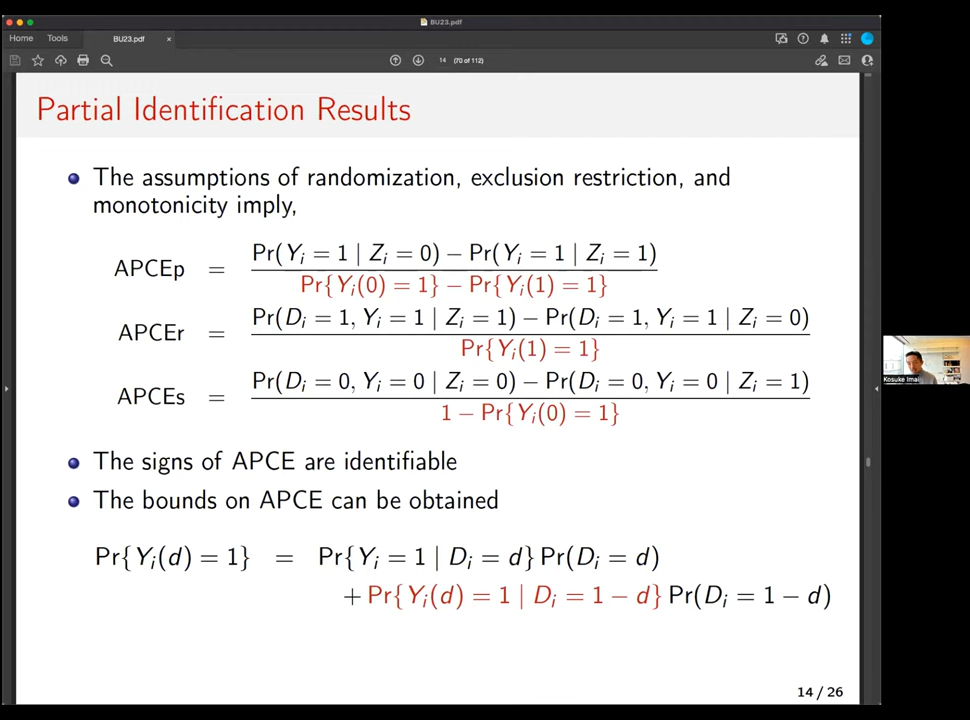 BU23.pdf
Home Tools BU23.pdf ×
14 (70 of 112)
Partial Identification Results
The assumptions of randomization, exclusion restriction, and
monotonicity imply,
APCEp = Pr(Yi = 1 | Zi = 0) − Pr(Yi = 1 | Zi = 1)
Pr{Yi(0) = 1} − Pr{Yi(1) = 1}
APCEr = Pr(Di = 1, Yi = 1 | Zi = 1) − Pr(Di = 1, Yi = 1 | Zi = 0)
Pr{Yi(1) = 1}
APCEs = Pr(Di = 0, Yi = 0 | Zi = 0) − Pr(Di = 0, Yi = 0 | Zi = 1)
1 − Pr{Yi(0) = 1}
The signs of APCE are identifiable
The bounds on APCE can be obtained
Pr{Yi(d) = 1} = Pr{Yi = 1 | Di = d} Pr(Di = d)
+ Pr{Yi(d) = 1 | Di = 1 − d} Pr(Di = 1 − d)
14 / 26
Kosuke Imai